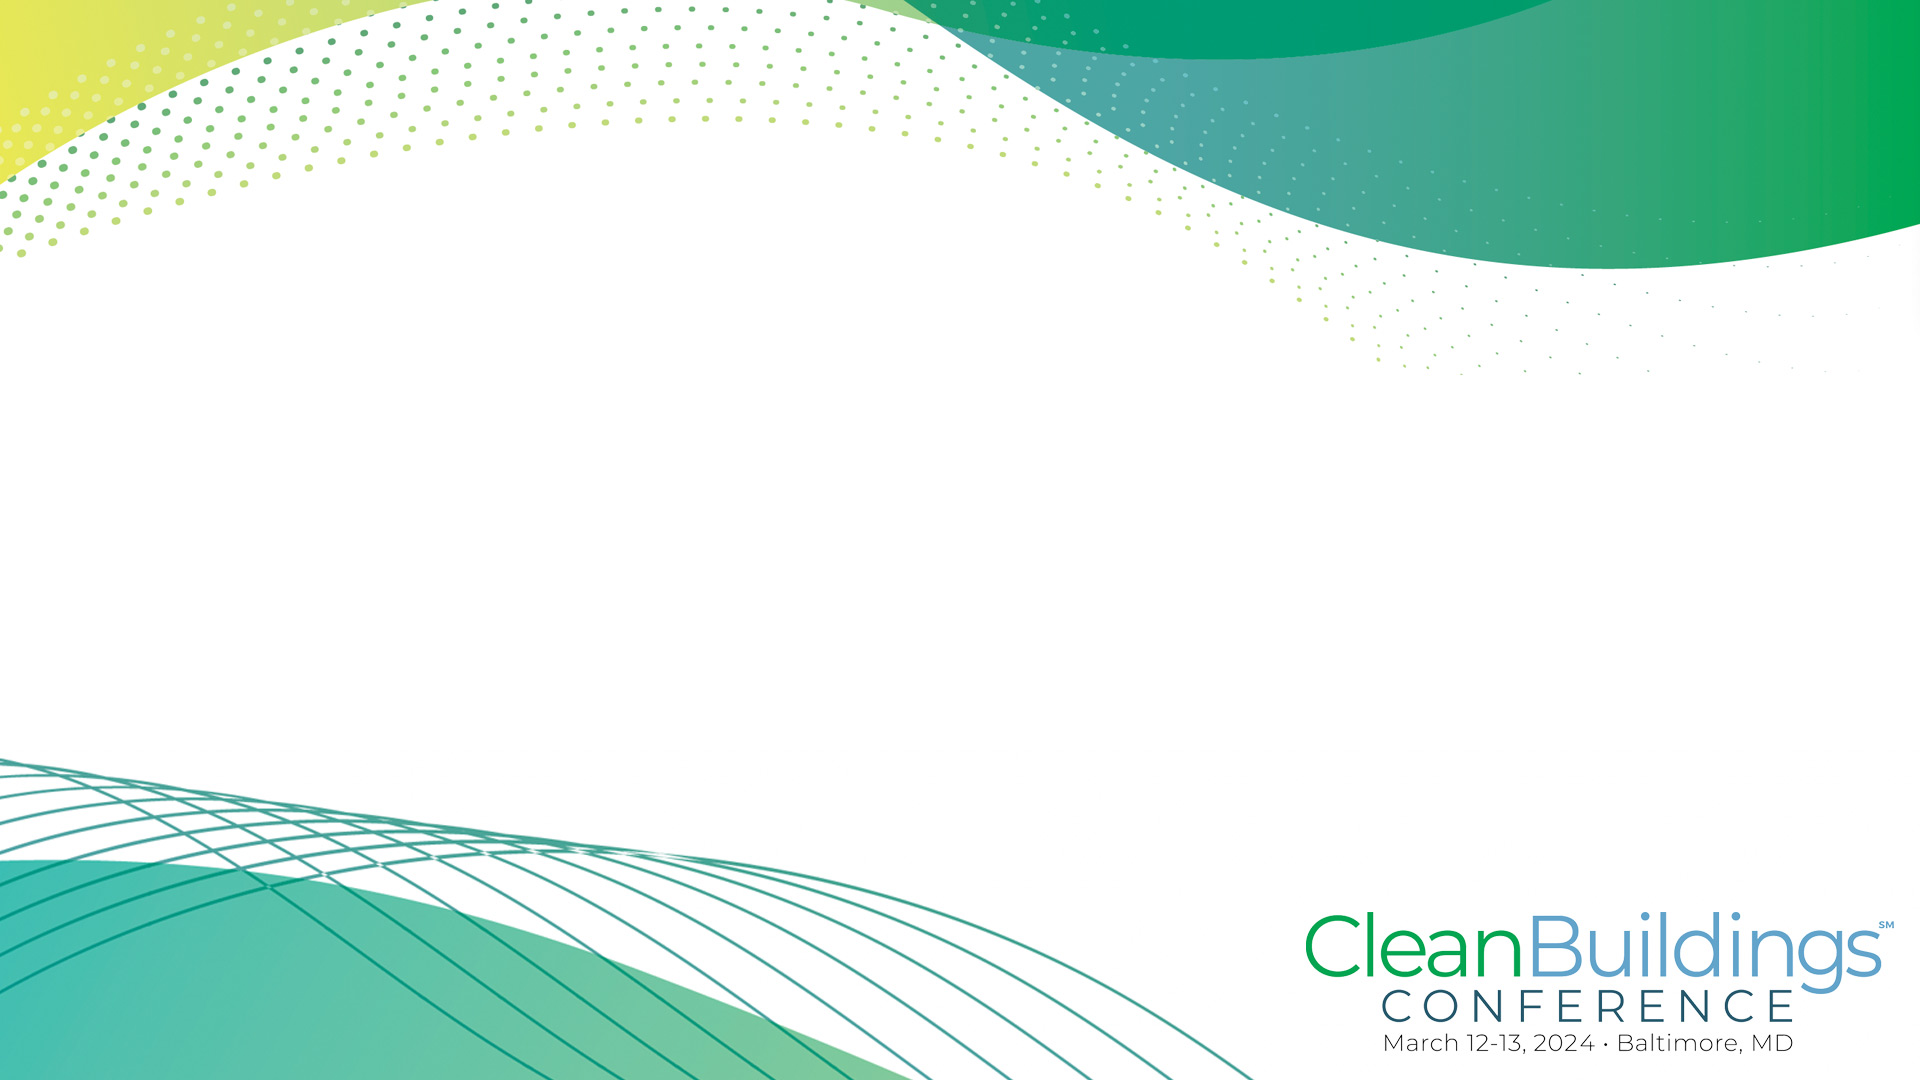 CleanBuildings℠
CONFERENCE
March 12-13, 2024 • Baltimore, MD